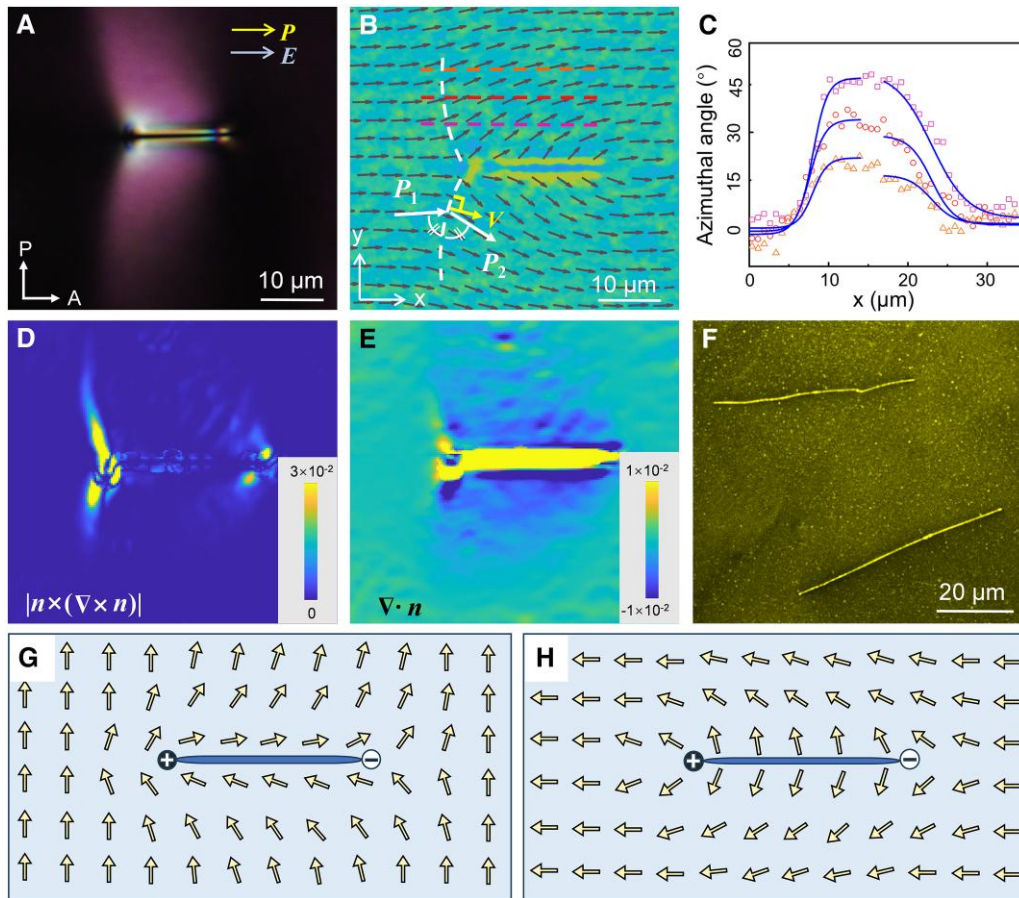 A
P
E
P
A
10 μm
B
P1
V
P2
y
x
10 μm
C
Azimuthal angle (°)
60
45
30
15
0
0
10
20
30
x (μm)
D
3×10-2
0
|n×(∇×n)|
E
1×10-2
-1×10-2
∇· n
F
20 μm
G
+
−
H
+
−